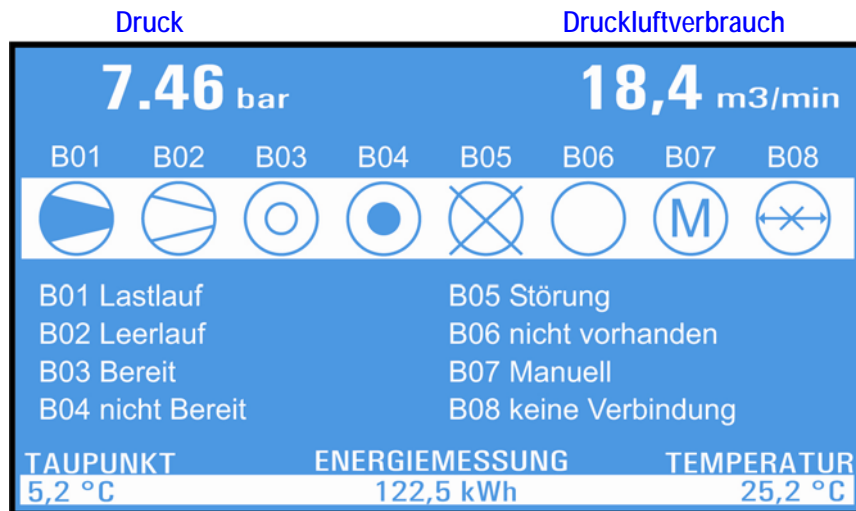 Druck Druckluftverbrauch
7.46 bar 18,4 m3/min
B01 B02 B03 B04 B05 B06 B07 B08
M
B01 Lastlauf B05 Störung
B02 Leerlauf B06 nicht vorhanden
B03 Bereit B07 Manuell
B04 nicht Bereit B08 keine Verbindung
TAUPUNKT ENERGIEMESSUNG TEMPERATUR
5,2 °C 122,5 kWh 25,2 °C